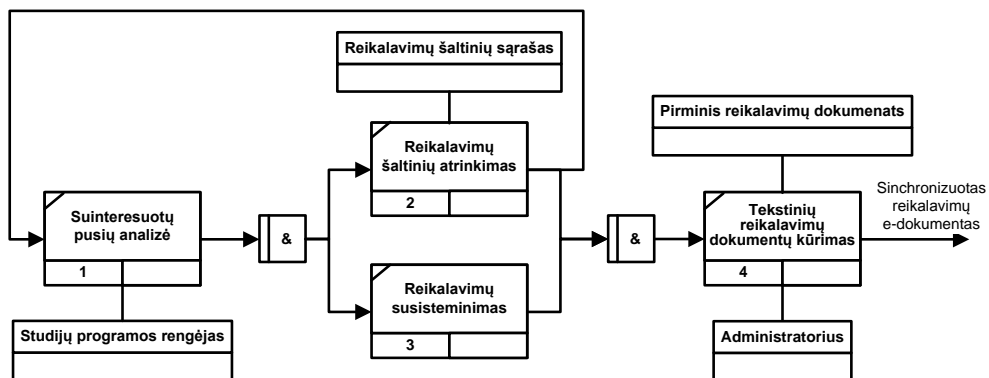 Reikalavimų šaltinių sąrašas
Reikalavimų
šaltinių atrinkimas
2
Pirminis reikalavimų dokumenats
Suinteresuotų
pusių analizė
1
&
&
Tekstinių
reikalavimų
dokumentų kūrimas
4
Sinchronizuotas
reikalavimų
e-dokumentas
Reikalavimų
susisteminimas
3
Studijų programos rengėjas
Administratorius